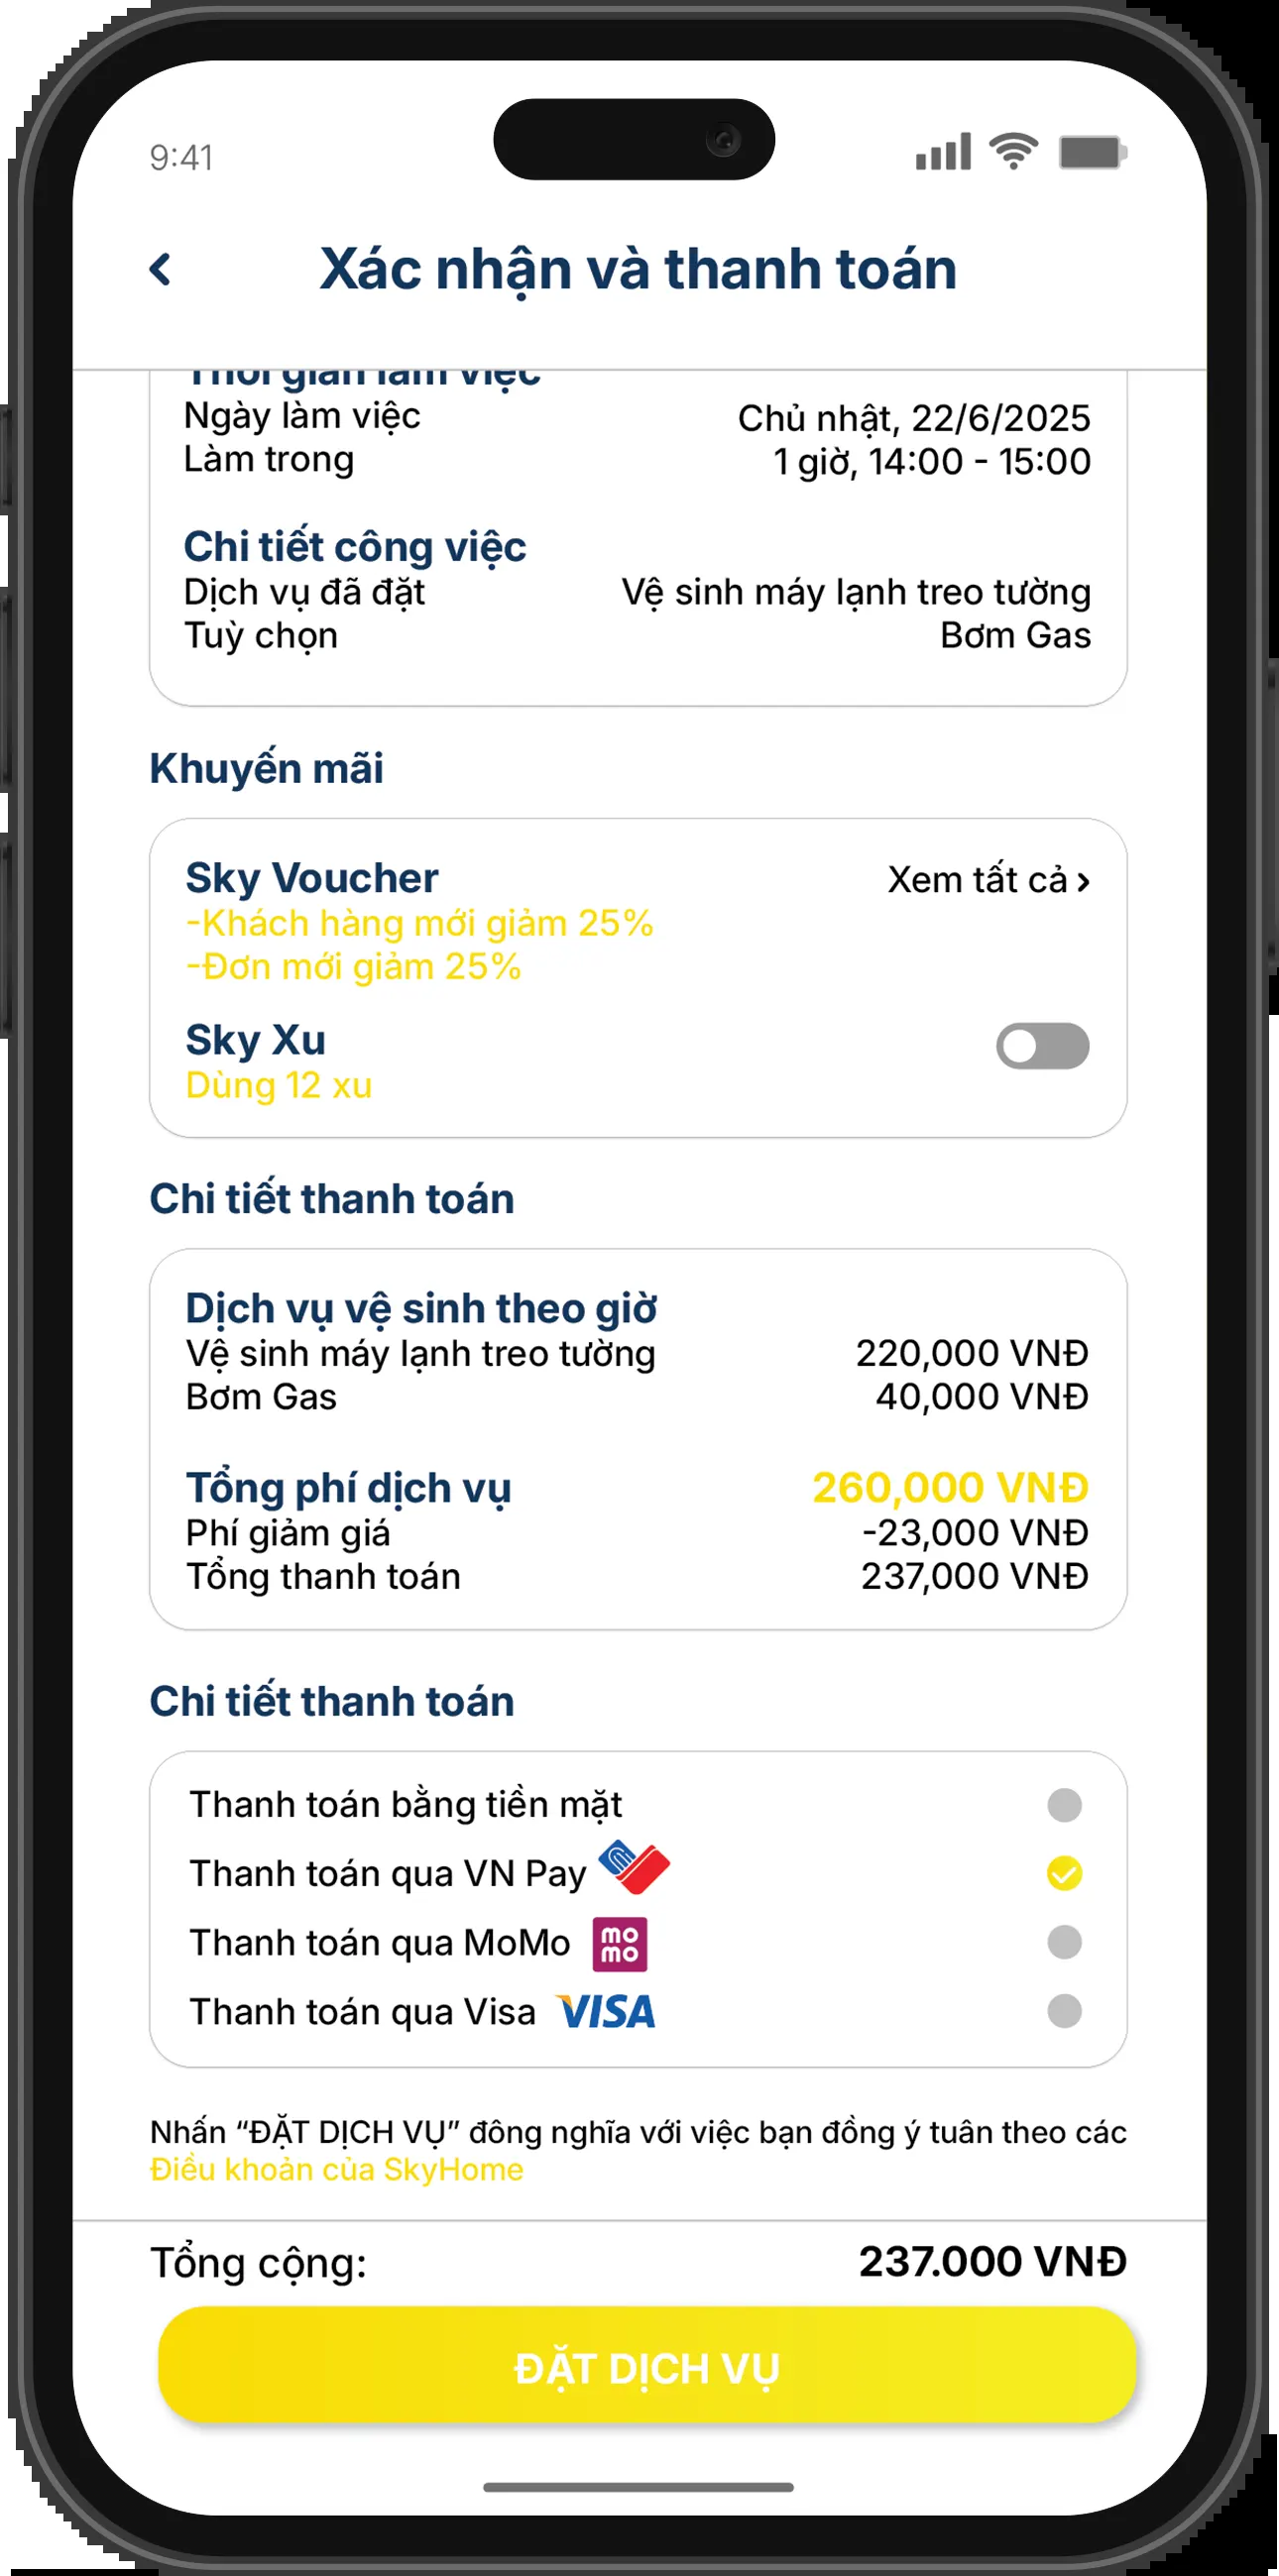 9:41
Xác nhận và thanh toán
Thời gian làm việc
Ngày làm việc Chủ nhật, 22/6/2025
Làm trong 1 giờ, 14:00 - 15:00
Chi tiết công việc
Dịch vụ đã đặt Vệ sinh máy lạnh treo tường
Tuỳ chọn Bơm Gas
Khuyến mãi
Sky Voucher Xem tất cả
-Khách hàng mới giảm 25%
-Đơn mới giảm 25%
Sky Xu
Dùng 12 xu
Chi tiết thanh toán
Dịch vụ vệ sinh theo giờ
Vệ sinh máy lạnh treo tường 220,000 VNĐ
Bơm Gas 40,000 VNĐ
Tổng phí dịch vụ 260,000 VNĐ
Phí giảm giá -23,000 VNĐ
Tổng thanh toán 237,000 VNĐ
Chi tiết thanh toán
Thanh toán bằng tiền mặt
Thanh toán qua VN Pay
Thanh toán qua MoMo mo mo
Thanh toán qua Visa VISA
Nhấn “ĐẶT DỊCH VỤ” đông nghĩa với việc bạn đồng ý tuân theo các
Điều khoản của SkyHome
Tổng cộng: 237.000 VNĐ
ĐẶT DỊCH VỤ